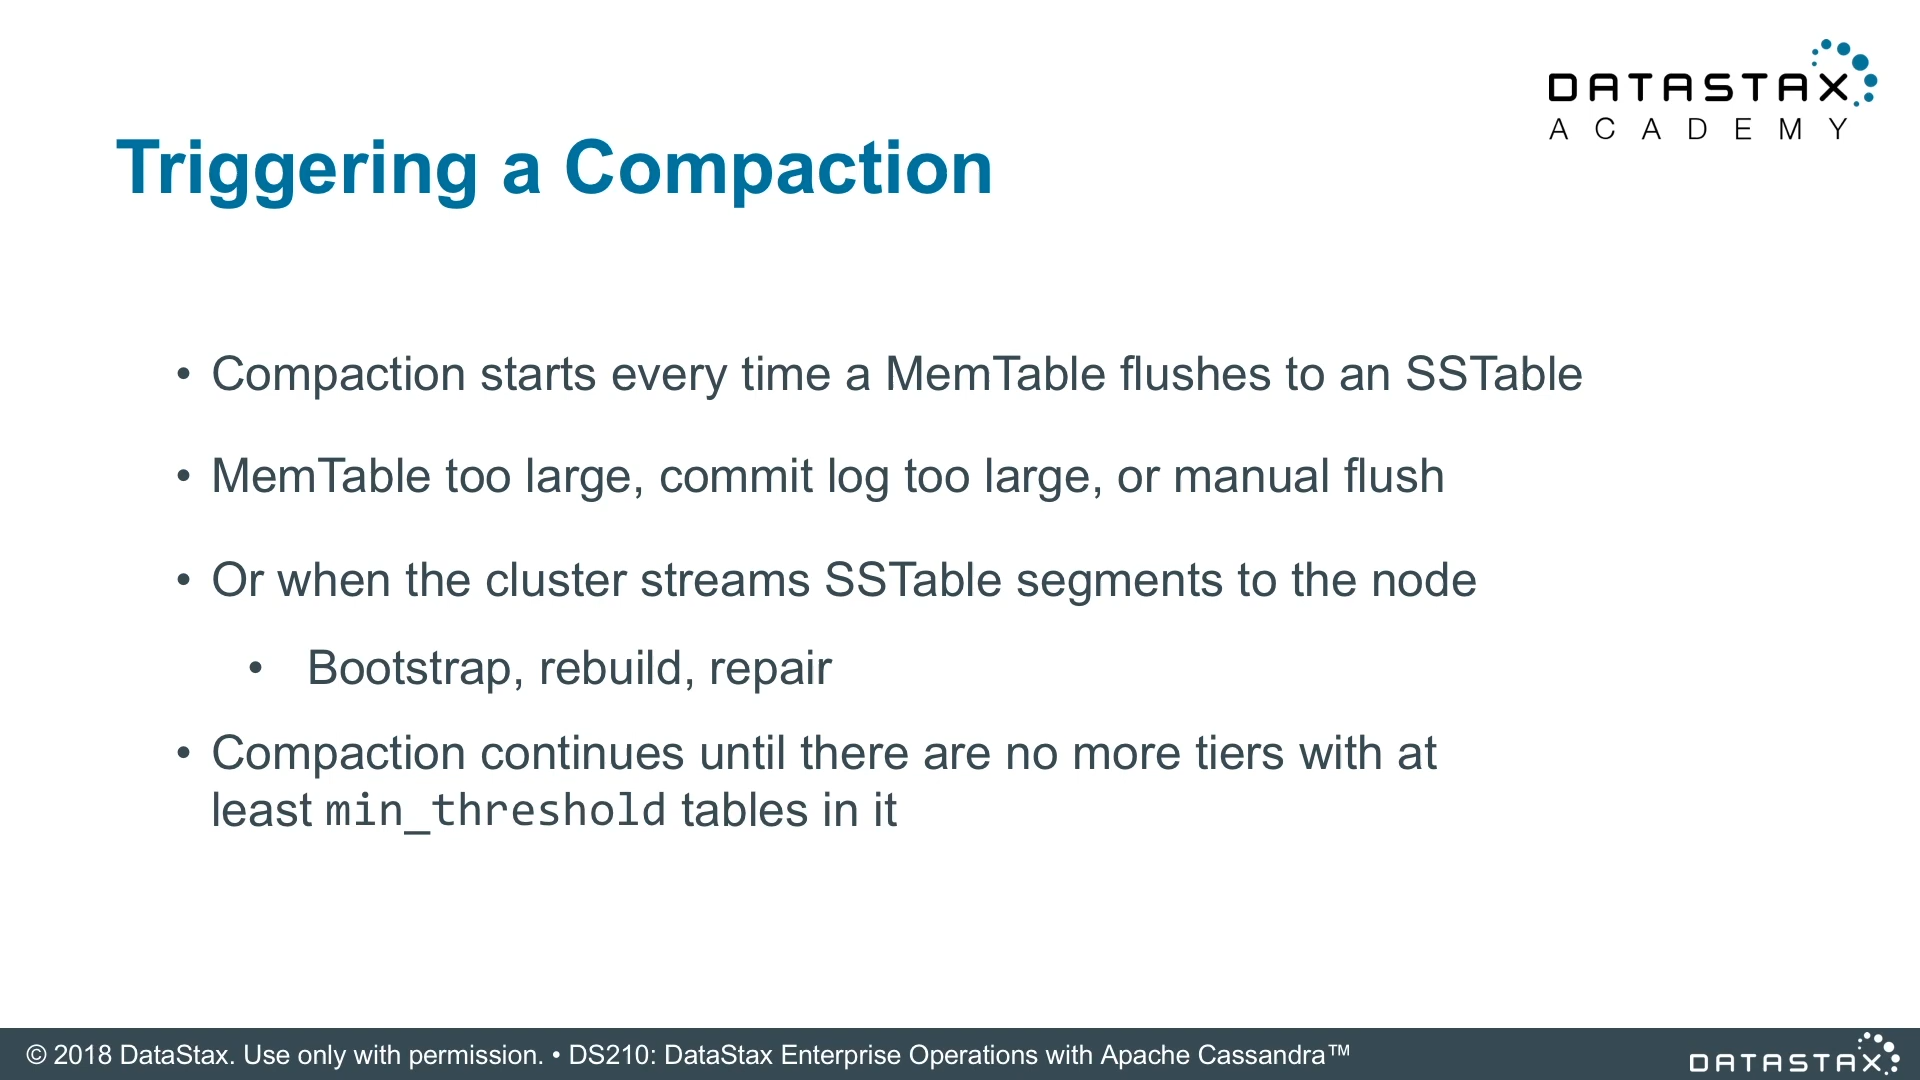 DATASTAX
ACADEMY
Triggering a Compaction
• Compaction starts every time a MemTable flushes to an SSTable
• MemTable too large, commit log too large, or manual flush
• Or when the cluster streams SSTable segments to the node
• Bootstrap, rebuild, repair
• Compaction continues until there are no more tiers with at
least min_threshold tables in it
© 2018 DataStax. Use only with permission. • DS210: DataStax Enterprise Operations with Apache Cassandra™
DATASTAX